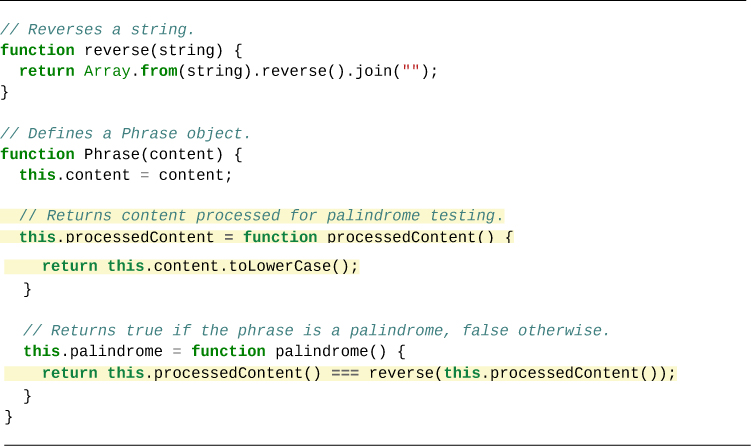 // Reverses a string.
function reverse(string) {
  return Array.from(string).reverse().join("");
}

// Defines a Phrase object.
function Phrase(content) {
  this.content = content;

  // Returns content processed for palindrome testing.
  this.processedContent = function processedContent() {
    return this.content.toLowerCase();
  }

  // Returns true if the phrase is a palindrome, false otherwise.
  this.palindrome = function palindrome() {
    return this.processedContent() === reverse(this.processedContent());
  }
}